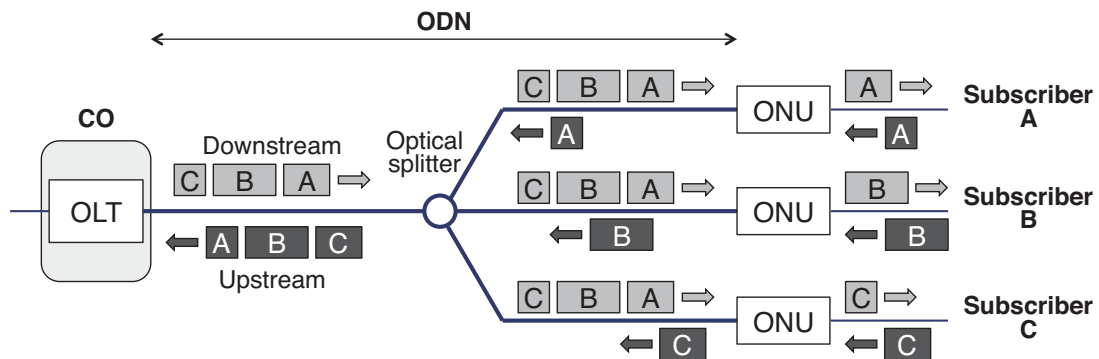 ODN
C B A
A
Subscriber
A
CO
Downstream
Optical
splitter
ONU
A
A
C B A
C B A
B
Subscriber
B
OLT
ONU
A B C
B
B
Upstream
C B A
C
Subscriber
C
ONU
C
C